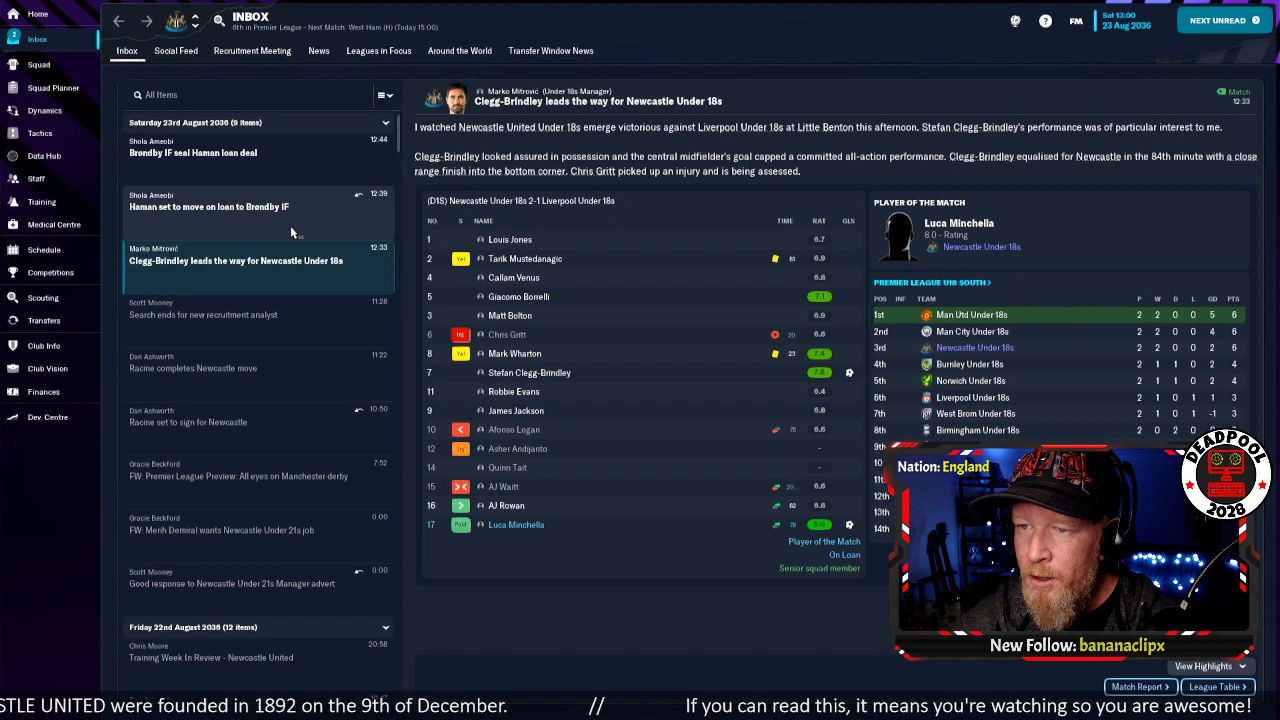 Home
2
Inbox
Squad
Squad Planner
Dynamics
Tactics
Data Hub
Staff
Training
Medical Centre
Schedule
Competitions
Scouting
Transfers
Club Info
Club Vision
Finances
Dev. Centre
INBOX
6th in Premier League - Next Match: West Ham (H) (Today 15:00)
FM
Sat 13:00
23 Aug 2036
NEXT UNREAD
Inbox Social Feed Recruitment Meeting News Leagues in Focus Around the World Transfer Window News
All Items
Saturday 23rd August 2036 (9 items)
Shola Ameobi 12:44
Brøndby IF seal Haman loan deal
Shola Ameobi 12:39
Haman set to move on loan to Brøndby IF
Marko Mitrović 12:33
Clegg-Brindley leads the way for Newcastle Under 18s
Scott Mooney 11:28
Search ends for new recruitment analyst
Dan Ashworth 11:22
Racine completes Newcastle move
Dan Ashworth 10:50
Racine set to sign for Newcastle
Gracie Beckford 7:52
FW: Premier League Preview: All eyes on Manchester derby
Gracie Beckford 0:00
FW: Merih Demiral wants Newcastle Under 21s job
Scott Mooney 0:00
Good response to Newcastle Under 21s Manager advert
Friday 22nd August 2036 (12 items)
Chris Moore 20:58
Training Week In Review - Newcastle United
Marko Mitrović (Under 18s Manager)
Clegg-Brindley leads the way for Newcastle Under 18s
Match
12:33
I watched Newcastle United Under 18s emerge victorious against Liverpool Under 18s at Little Benton this afternoon. Stefan Clegg-Brindley's performance was of particular interest to me.
Clegg-Brindley looked assured in possession and the central midfielder's goal capped a committed all-action performance. Clegg-Brindley equalised for Newcastle in the 84th minute with a close
range finish into the bottom corner. Chris Gritt picked up an injury and is being assessed.
(D1S) Newcastle Under 18s 2-1 Liverpool Under 18s
NO. S NAME TIME RAT GLS
1 Louis Jones 6.7
2 Yel Tarik Mustedanagic 81 6.9
4 Callam Venus 6.8
5 Giacomo Borrelli 7.1
3 Matt Bolton 6.9
6 Inj Chris Gritt 20 6.6
8 Yel Mark Wharton 23 7.4
7 Stefan Clegg-Brindley 7.8
11 Robbie Evans 6.4
9 James Jackson 6.8
10 Afonso Logan 78 6.6
12 Inj Asher Andijanto -
14 Quinn Tait -
15 AJ Waitt 20.. 6.6
16 AJ Rowan 62 6.8
17 PoM Luca Minchella 78 8.0
Player of the Match
On Loan
Senior squad member
PLAYER OF THE MATCH
Luca Minchella
8.0 - Rating
Newcastle Under 18s
PREMIER LEAGUE U18 SOUTH >
POS INF TEAM P W D L GD PTS
1st Man Utd Under 18s 2 2 0 0 5 6
2nd Man City Under 18s 2 2 0 0 4 6
3rd Newcastle Under 18s 2 2 0 0 2 6
4th Burnley Under 18s 2 1 1 0 2 4
5th Norwich Under 18s 2 1 1 0 2 4
6th Liverpool Under 18s 2 1 0 1 1 3
7th West Brom Under 18s 2 1 0 1 -1 3
8th Birmingham Under 18s 2 0 2 0
9th
10
11th
12th
13th
14th
Nation: England
DEADPOOL
2028
New Follow: bananaclipx
View Highlights
Match Report > League Table >
STLE UNITED were founded in 1892 on the 9th of December. // If you can read this, it means you're watching so you are awesome!